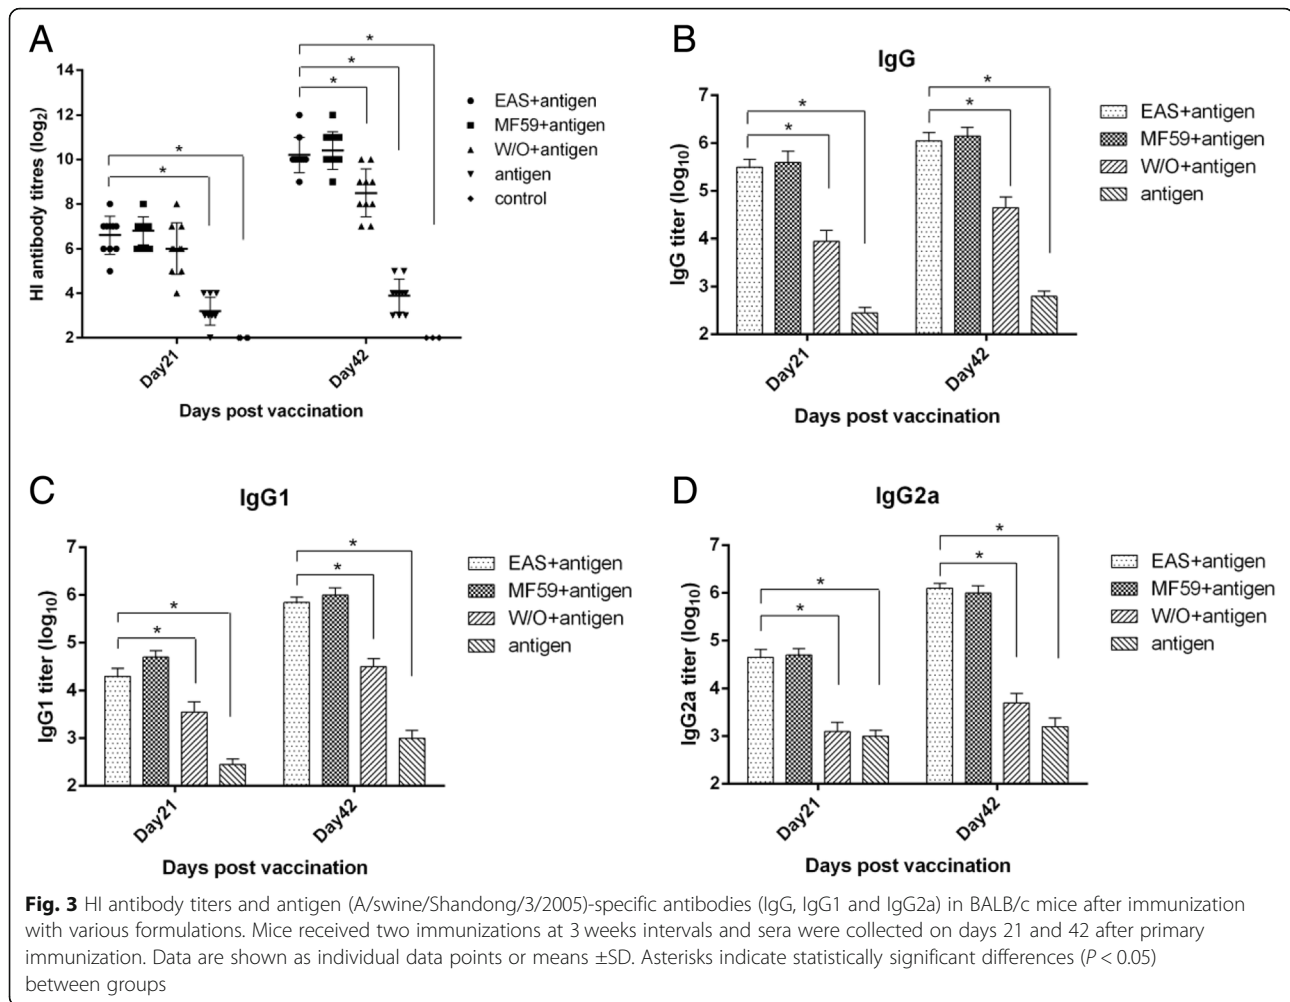 A
HI antibody titres (log2)
14
12
10
8
6
4
2
*
*
*
*
*
Day21
Day42
Days post vaccination
EAS+antigen
MF59+antigen
W/O+antigen
antigen
control
B
IgG
IgG titer (log10)
7
6
5
4
3
2
*
*
*
*
Day21
Day42
Days post vaccination
EAS+antigen
MF59+antigen
W/O+antigen
antigen
C
IgG1
IgG1 titer (log10)
7
6
5
4
3
2
*
*
*
*
Day21
Day42
Days post vaccination
EAS+antigen
MF59+antigen
W/O+antigen
antigen
D
IgG2a
IgG2a titer (log10)
7
6
5
4
3
2
*
*
*
*
Day21
Day42
Days post vaccination
EAS+antigen
MF59+antigen
W/O+antigen
antigen
Fig. 3 HI antibody titers and antigen (A/swine/Shandong/3/2005)-specific antibodies (IgG, IgG1 and IgG2a) in BALB/c mice after immunization
with various formulations. Mice received two immunizations at 3 weeks intervals and sera were collected on days 21 and 42 after primary
immunization. Data are shown as individual data points or means ±SD. Asterisks indicate statistically significant differences (P < 0.05)
between groups